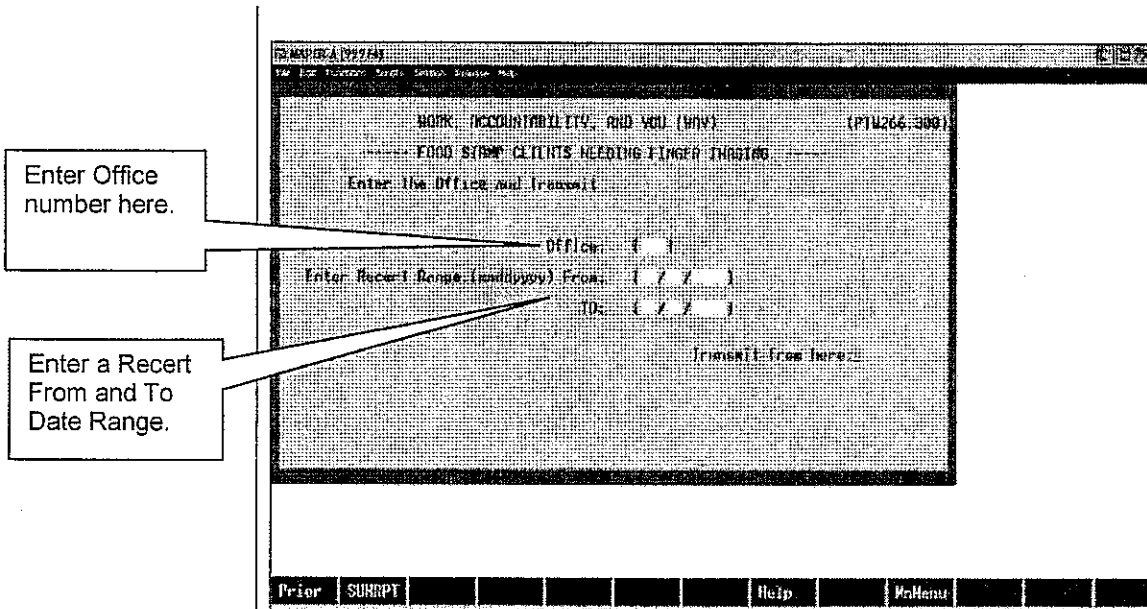 WORK, ACCOUNTABILITY, AND YOU (WAY) (PTW266.300)
----- FOOD STAMP CLIENTS NEEDING FINGER IMAGING -----
Enter the Office and Transmit
Enter Office
number here.
Office: [ ]
Enter Recert Range (mmddyyyy) From: [ / / ]
TO: [ / / ]
Enter a Recert
From and To
Date Range.
Transmit from here:
Prior SUHRPT Help MnMenu